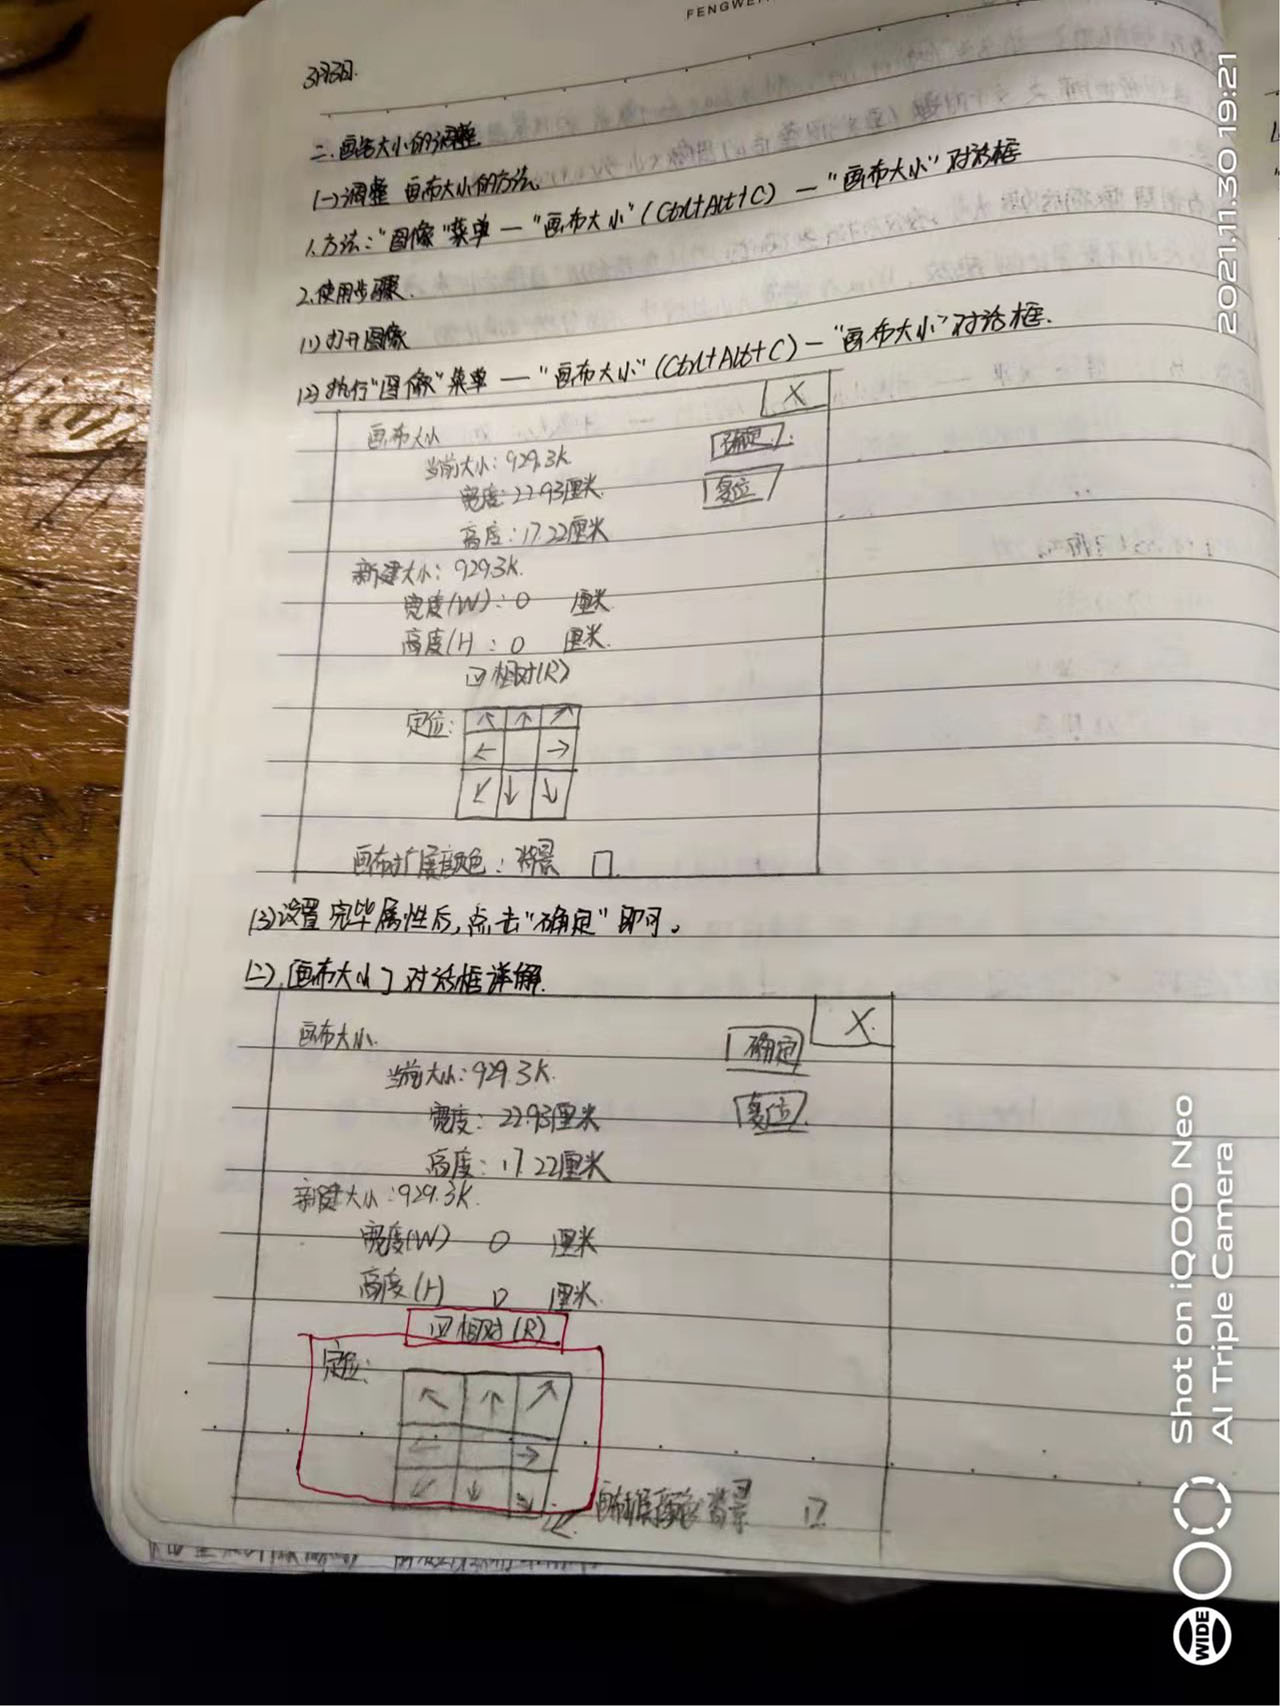 FENGWE
3月3日.
二.画布大小的调整
(一)调整 画布大小的方法.
1.方法:"图像"菜单 — "画布大小"(Ctrl+Alt+C) — "画布大小"对话框
2.使用步骤.
(1)打开图像
(2)执行"图像"菜单 — "画布大小"(Ctrl+Alt+C) — "画布大小"对话框.
X
画布大小
确定
当前大小:929.3K
宽度:22.93厘米
复位
高度:17.22厘米
新建大小:929.3K.
宽度(W):0 厘米.
高度(H:0 厘米.
☑相对(R)
定位:
↖ ↑ ↗
← →
↙ ↓ ↓
画布扩展颜色:背景 □
(3)设置完毕属性后,点击"确定"即可。
(二).[画布大小]对话框详解.
X
画布大小.
确定
当前大小:929.3K.
宽度:22.93厘米
复位
高度:17.22厘米
新建大小:929.3K.
宽度(W) 0 厘米
高度(H) 0 厘米.
☑相对(R)
定位:
↖ ↑ ↗
← →
↙ ↓ ↘
画布扩展颜色 背景
2021.11.30 19:21
Shot on iQOO Neo
AI Triple Camera
WIDE